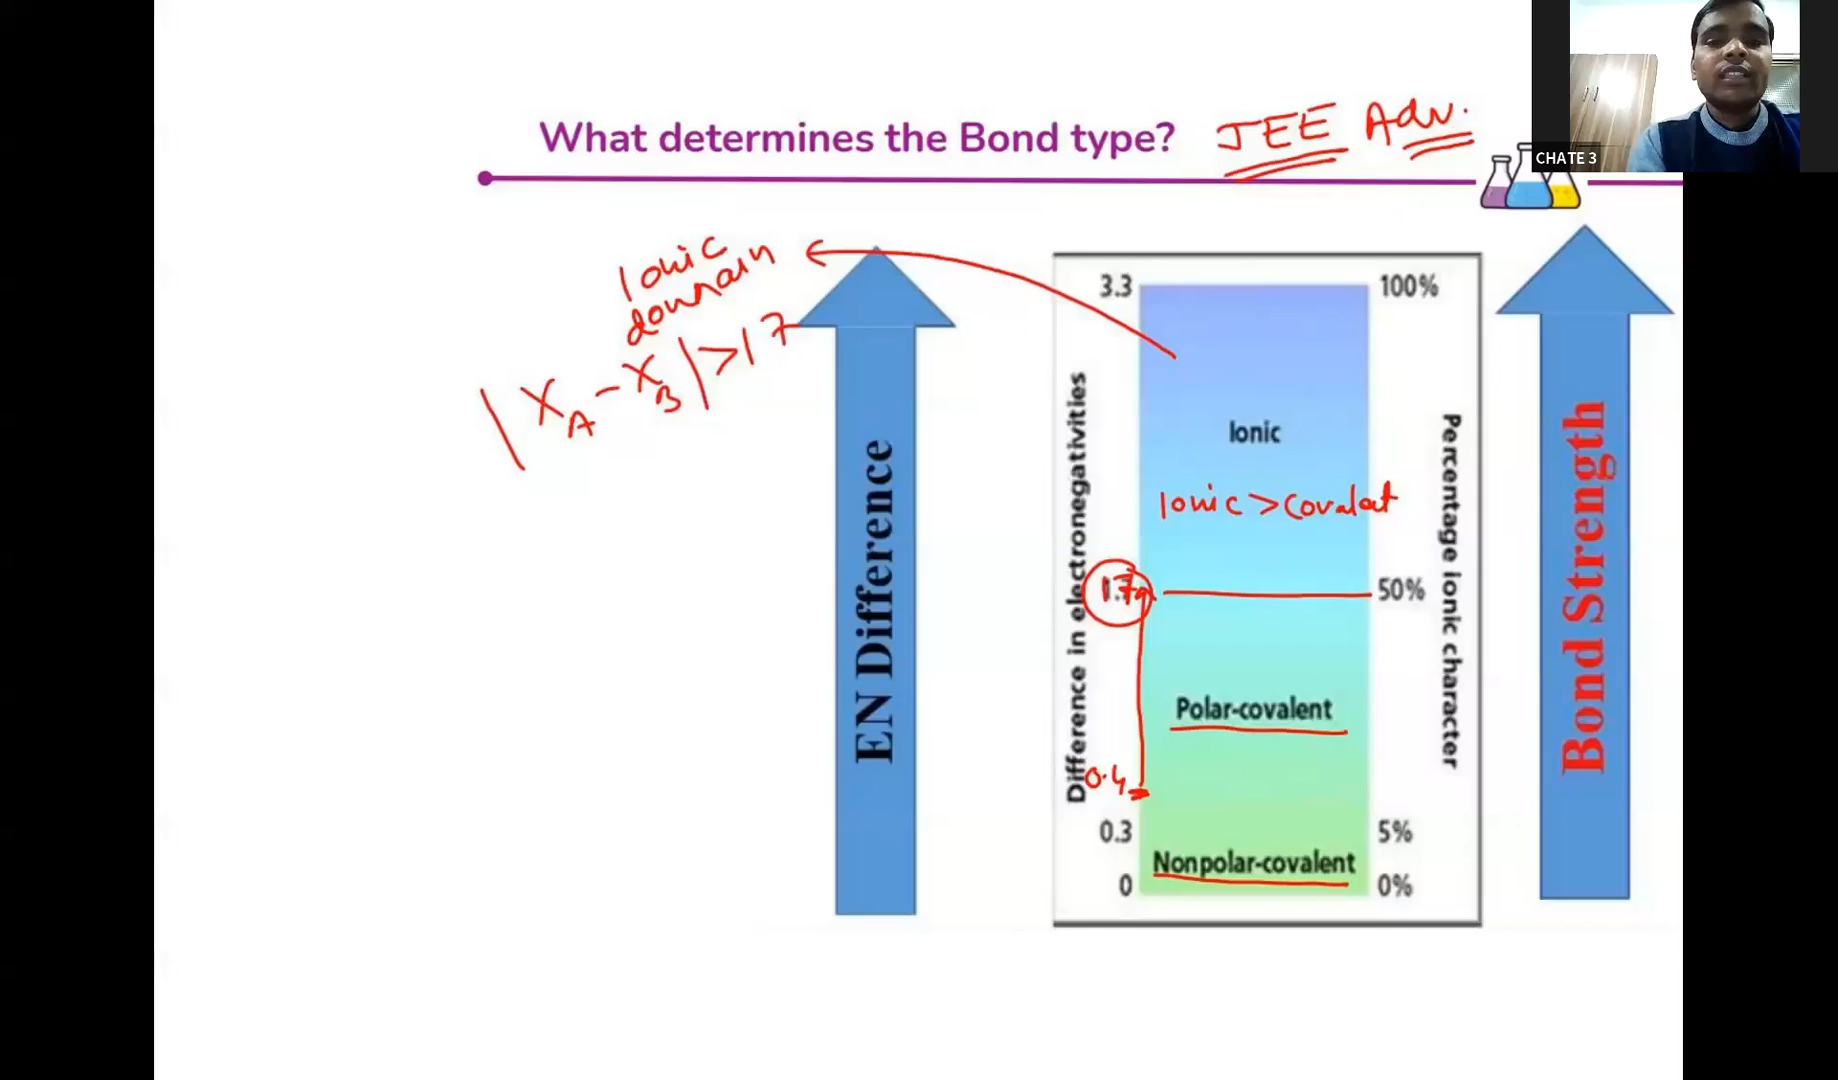 What determines the Bond type?
JEE Adv.
CHATE 3
Ionic
domain
|XA - XB| > 1 7
EN Difference
Difference in electronegativities
3.3
100%
Ionic
Ionic > Covalent
1.7
50%
Polar-covalent
0.4
0.3
5%
Nonpolar-covalent
0
0%
Percentage ionic character
Bond Strength